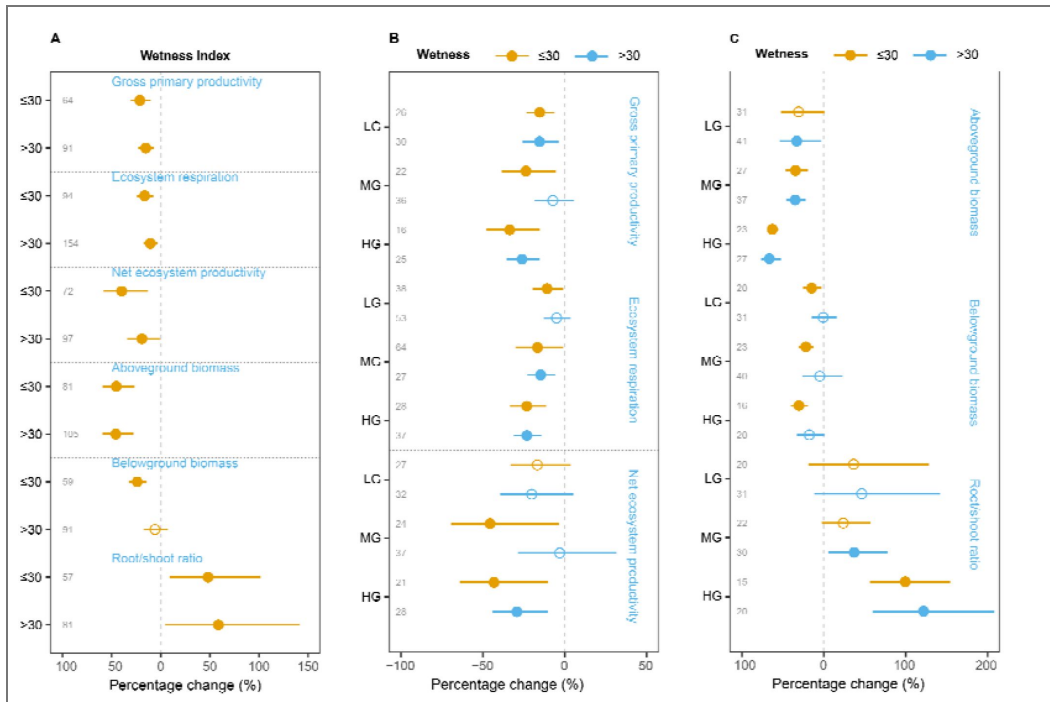 A
Wetness Index
Gross primary productivity
≤30 64
>30 91
Ecosystem respiration
≤30 94
>30 154
Net ecosystem productivity
≤30 72
>30 97
Aboveground biomass
≤30 81
>30 105
Belowground biomass
≤30 59
>30 91
Root/shoot ratio
≤30 57
>30 81
100 50 0 50 100 150
Percentage change (%)
B
Wetness ≤30 >30
Gross primary productivity
26
LG
30
22
MG
36
16
HG
25
Ecosystem respiration
38
LG
53
64
MG
27
28
HG
37
Net ecosystem productivity
27
LG
32
24
MG
37
21
HG
28
−100 −50 0 50
Percentage change (%)
C
Wetness ≤30 >30
Aboveground biomass
31
LG
41
27
MG
37
23
HG
27
Belowground biomass
20
LG
31
23
MG
40
16
HG
20
Root/shoot ratio
20
LG
31
22
MG
30
15
HG
20
100 0 100 200
Percentage change (%)